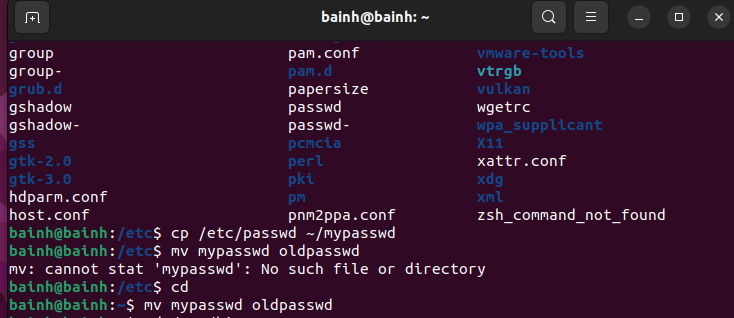 bainh@bainh: ~
group pam.conf vmware-tools
group- pam.d vtrgb
grub.d papersize vulkan
gshadow passwd wgetrc
gshadow- passwd- wpa_supplicant
gss pcmcia X11
gtk-2.0 perl xattr.conf
gtk-3.0 pki xdg
hdparm.conf pm xml
host.conf pnm2ppa.conf zsh_command_not_found
bainh@bainh:/etc$ cp /etc/passwd ~/mypasswd
bainh@bainh:/etc$ mv mypasswd oldpasswd
mv: cannot stat 'mypasswd': No such file or directory
bainh@bainh:/etc$ cd
bainh@bainh:~$ mv mypasswd oldpasswd